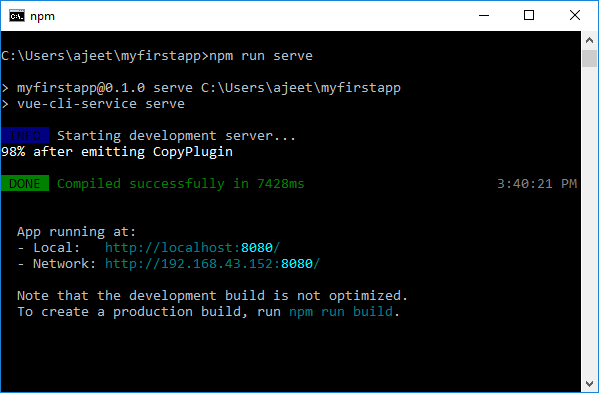 npm
C:\Users\ajeet\myfirstapp>npm run serve
> myfirstapp@0.1.0 serve C:\Users\ajeet\myfirstapp
> vue-cli-service serve
INFO Starting development server...
98% after emitting CopyPlugin
DONE Compiled successfully in 7428ms 3:40:21 PM
App running at:
- Local: http://localhost:8080/
- Network: http://192.168.43.152:8080/
Note that the development build is not optimized.
To create a production build, run npm run build.